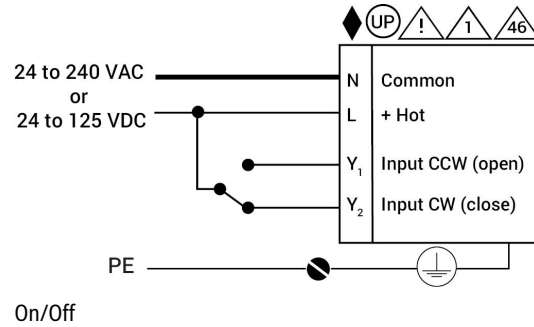 UP ! 1 46
24 to 240 VAC
or
24 to 125 VDC
N Common
L + Hot
Y1 Input CCW (open)
Y2 Input CW (close)
PE
On/Off